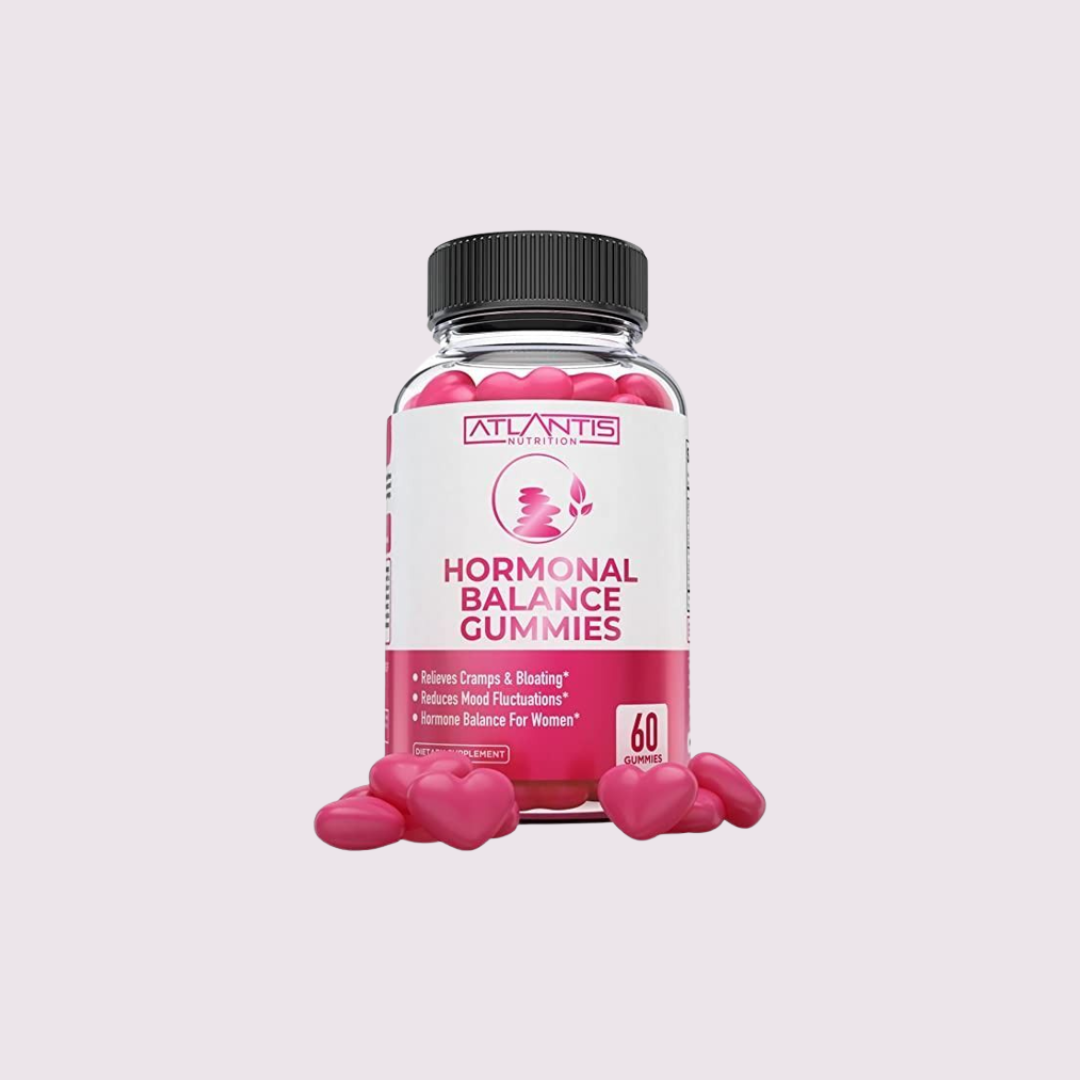 ATLANTIS
NUTRITION
HORMONAL
BALANCE
GUMMIES
• Relieves Cramps & Bloating*
• Reduces Mood Fluctuations*
• Hormone Balance For Women*
DIETARY SUPPLEMENT
60
GUMMIES